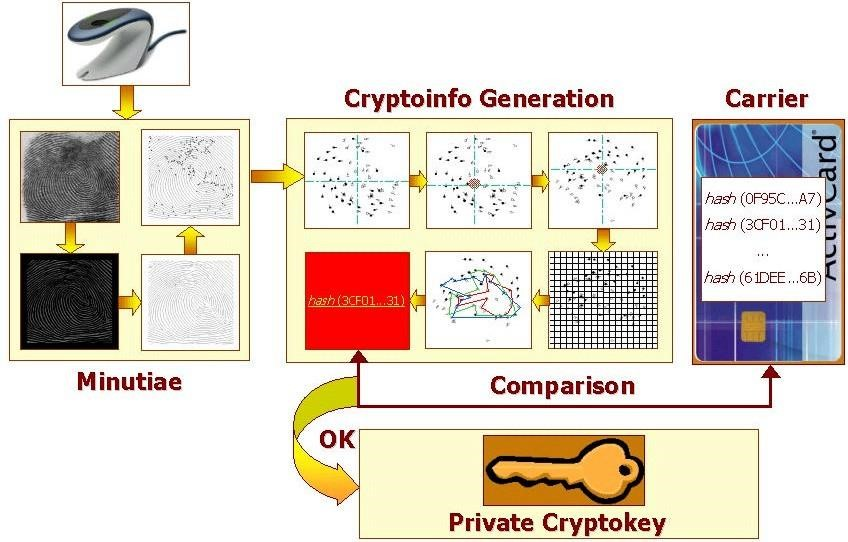 Cryptoinfo Generation
Carrier
ActivCard®
hash (0F95C...A7)
hash (3CF01...31)
...
hash (61DEE...6B)
hash (3CF01...31)
Minutiae
Comparison
OK
Private Cryptokey